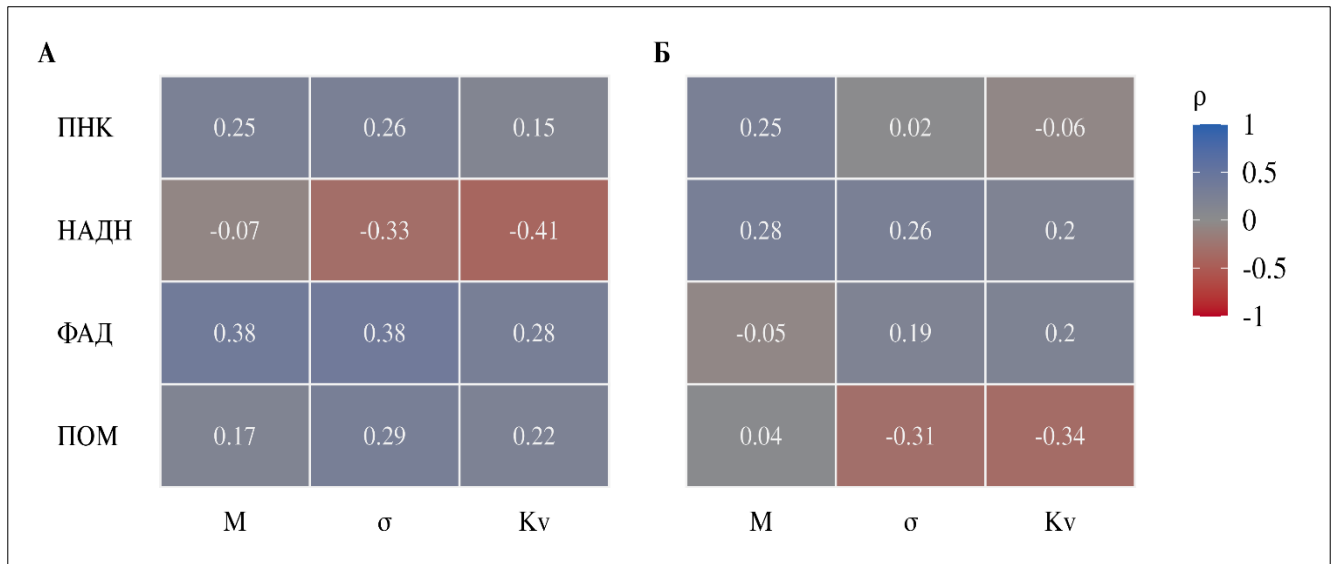 А Б
ρ
ПНК 0.25 0.26 0.15 0.25 0.02 -0.06
1
0.5
НАДН -0.07 -0.33 -0.41 0.28 0.26 0.2
0
-0.5
-1
ФАД 0.38 0.38 0.28 -0.05 0.19 0.2
ПОМ 0.17 0.29 0.22 0.04 -0.31 -0.34
M σ Kv M σ Kv